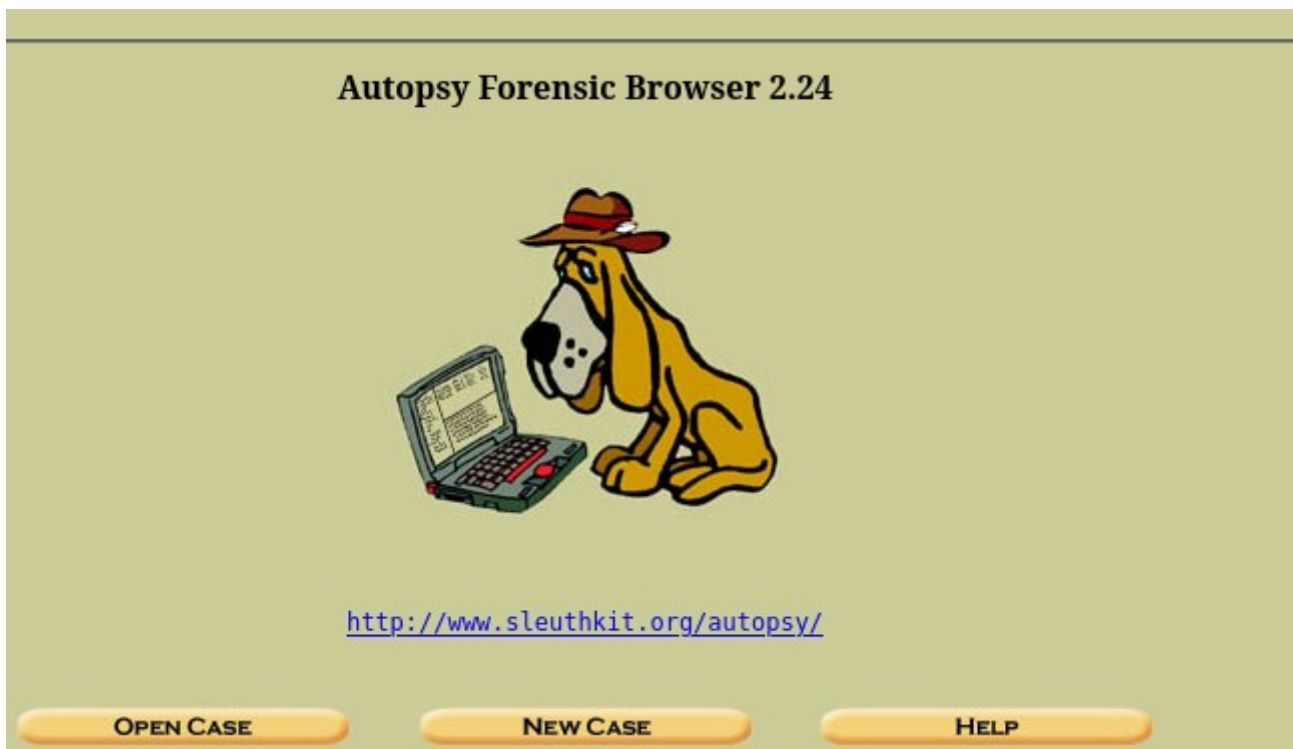 Autopsy Forensic Browser 2.24
http://www.sleuthkit.org/autopsy/
OPEN CASE
NEW CASE
HELP